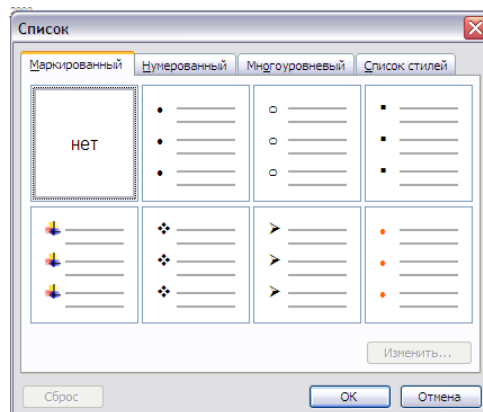 Список
Маркированный Нумерованный Многоуровневый Список стилей
нет
Изменить...
Сброс ОК Отмена